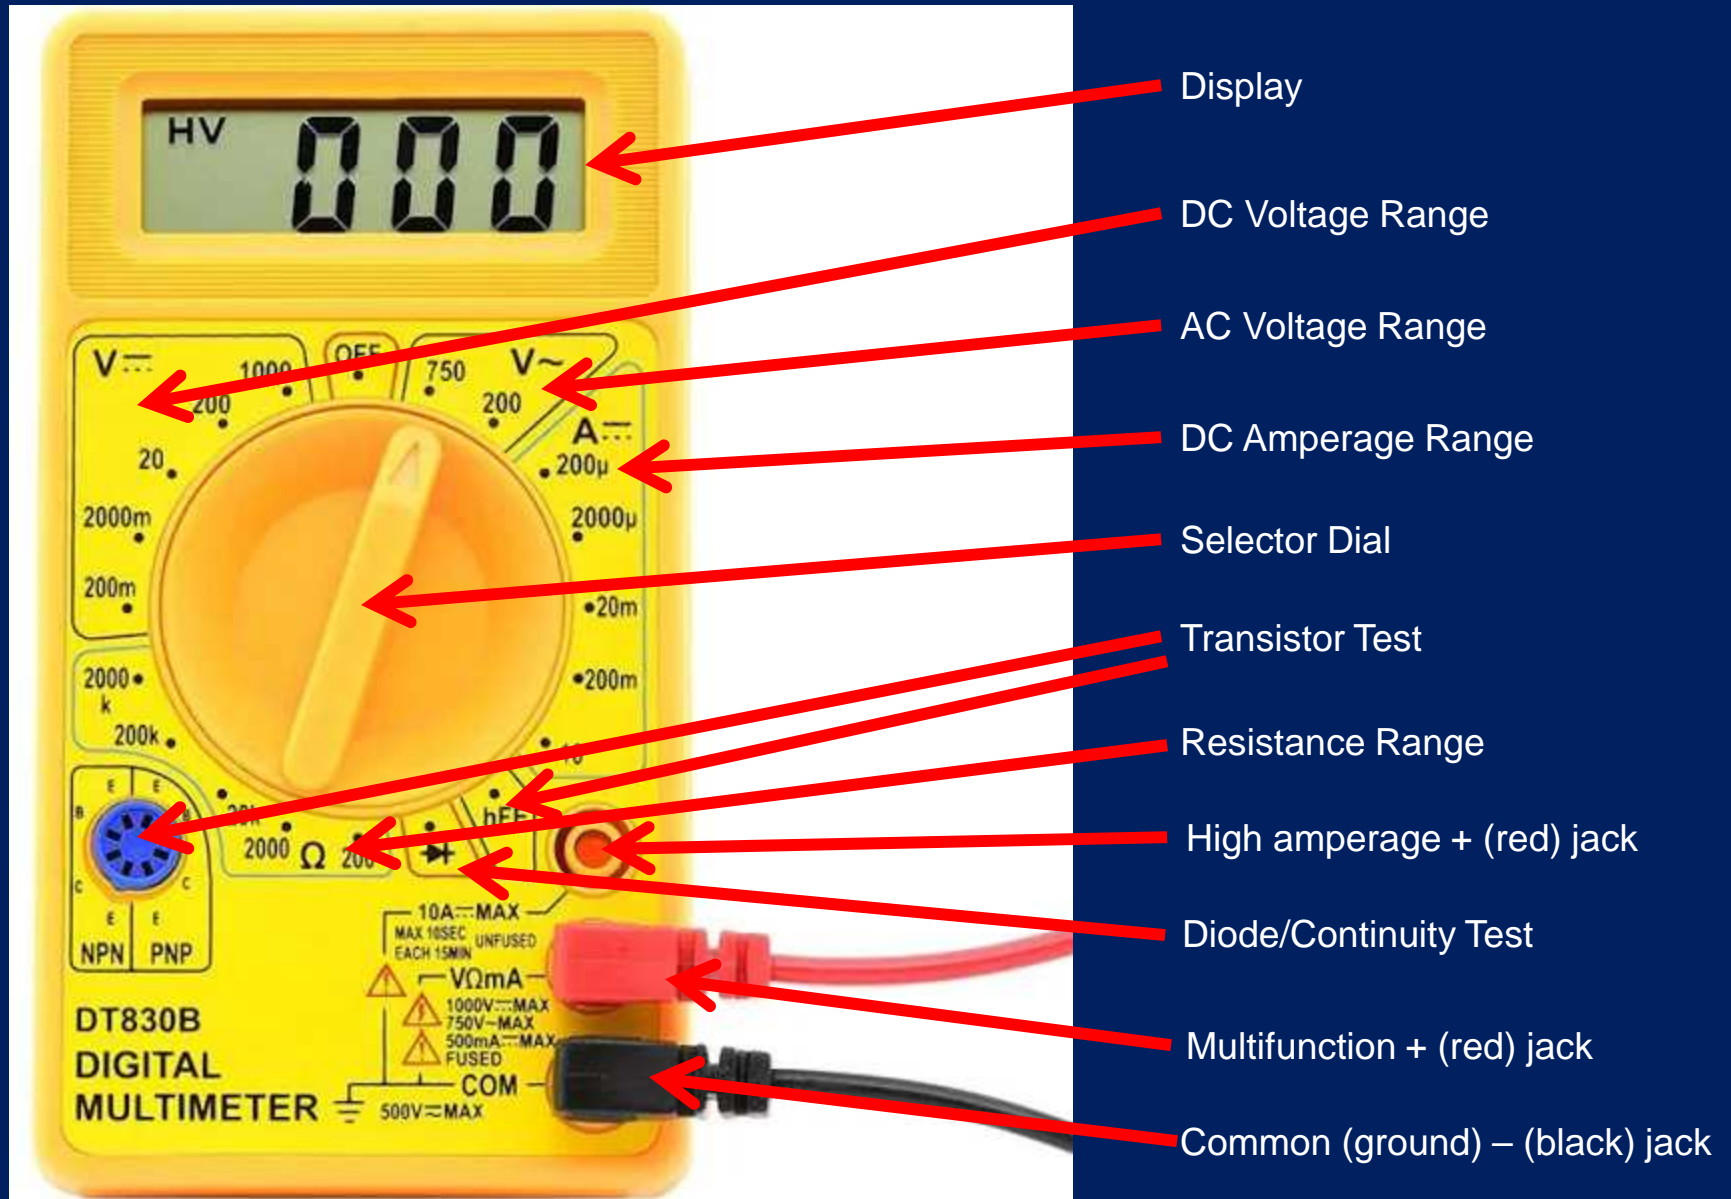 HV 000
Display
DC Voltage Range
AC Voltage Range
DC Amperage Range
Selector Dial
Transistor Test
Resistance Range
High amperage + (red) jack
Diode/Continuity Test
Multifunction + (red) jack
Common (ground) – (black) jack
V⎓
1000
OFF
750
V~
200
200
A⎓
20
200µ
2000m
2000µ
200m
20m
2000
k
200m
200k
10
20k
hFE
2000
Ω
200
E E
B B
C C
E E
NPN PNP
10A⎓MAX
MAX 10SEC
EACH 15MIN
UNFUSED
VΩmA
1000V⎓MAX
750V~MAX
500mA⎓MAX
FUSED
COM
500V⎓MAX
DT830B
DIGITAL
MULTIMETER